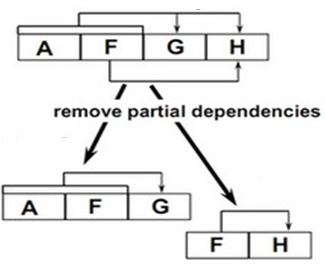 A F G H
remove partial dependencies
A F G
F H